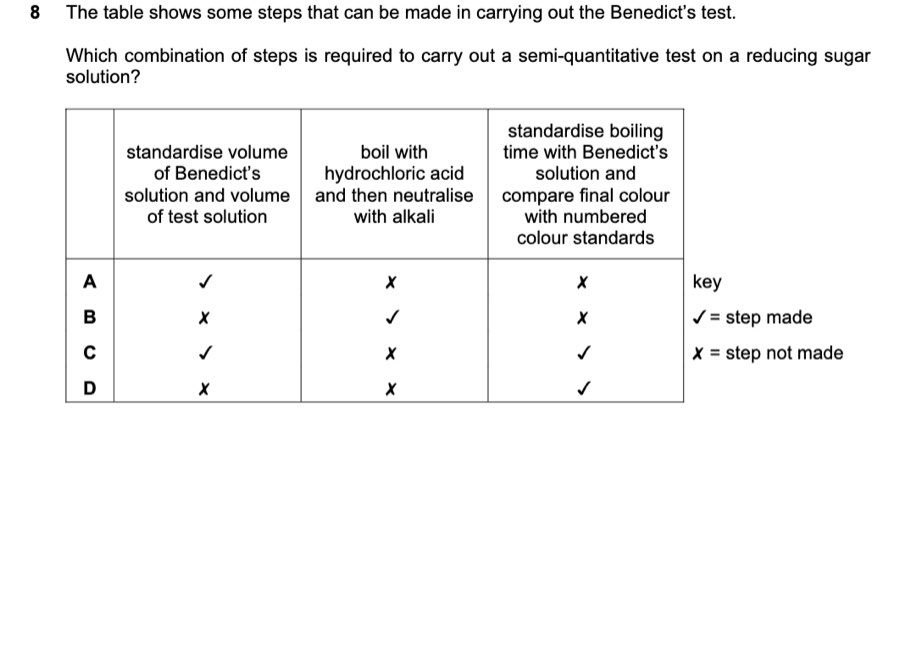 8 The table shows some steps that can be made in carrying out the Benedict's test.
Which combination of steps is required to carry out a semi-quantitative test on a reducing sugar
solution?
standardise volume
of Benedict's
solution and volume
of test solution
boil with
hydrochloric acid
and then neutralise
with alkali
standardise boiling
time with Benedict's
solution and
compare final colour
with numbered
colour standards
A ✓ ✗ ✗
key
B ✗ ✓ ✗
✓ = step made
C ✓ ✗ ✓
✗ = step not made
D ✗ ✗ ✓